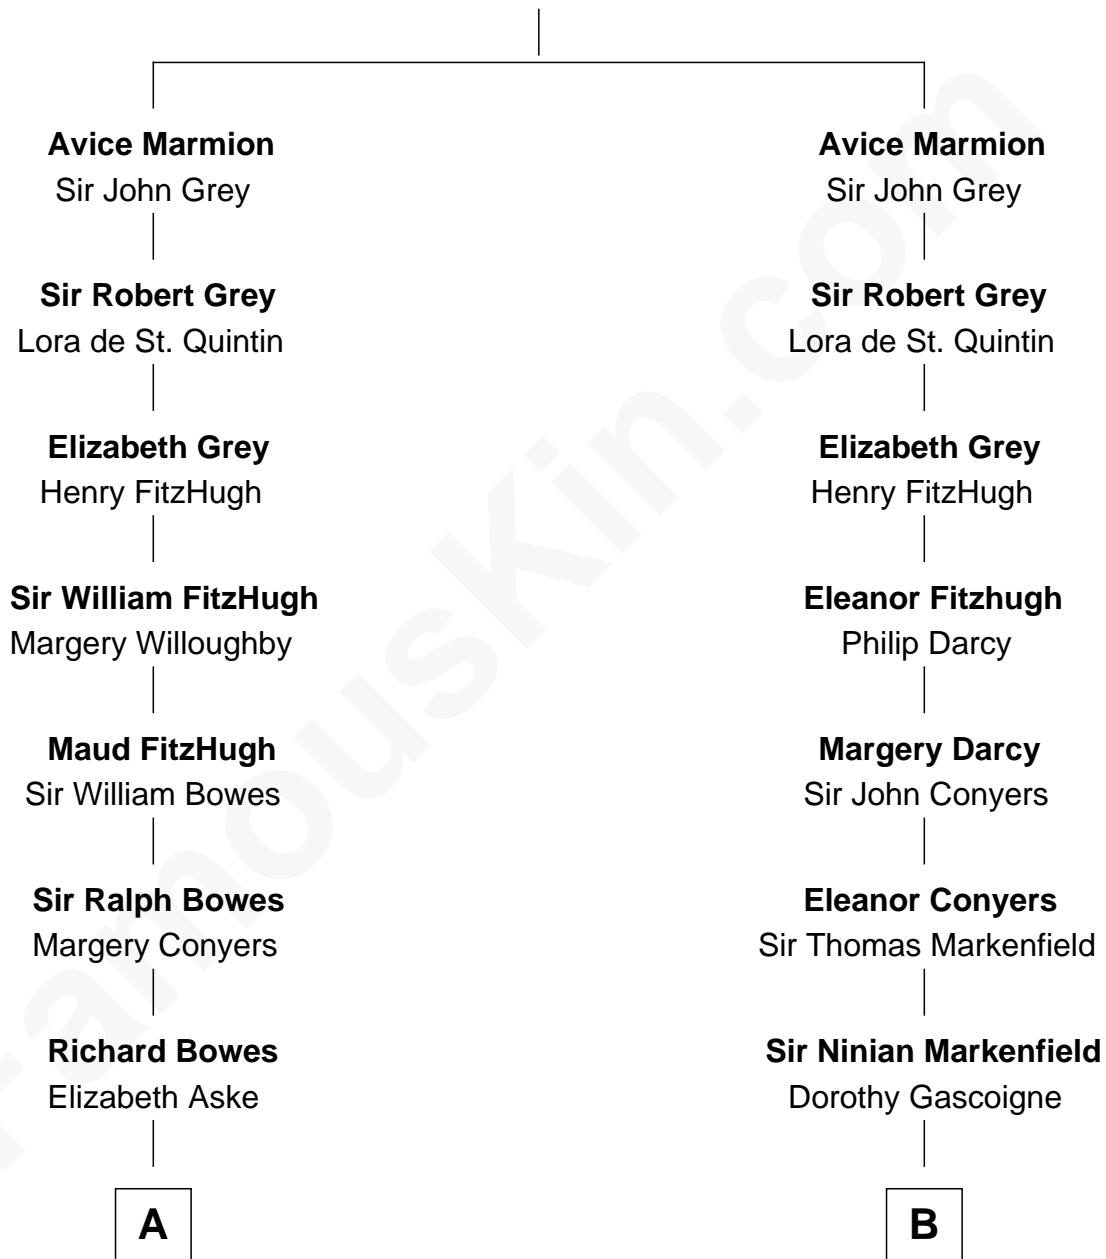 Avice Marmion
Sir John Grey
Sir Robert Grey
Lora de St. Quintin
Elizabeth Grey
Henry FitzHugh
Sir William FitzHugh
Margery Willoughby
Maud FitzHugh
Sir William Bowes
Sir Ralph Bowes
Margery Conyers
Richard Bowes
Elizabeth Aske
A
Avice Marmion
Sir John Grey
Sir Robert Grey
Lora de St. Quintin
Elizabeth Grey
Henry FitzHugh
Eleanor Fitzhugh
Philip Darcy
Margery Darcy
Sir John Conyers
Eleanor Conyers
Sir Thomas Markenfield
Sir Ninian Markenfield
Dorothy Gascoigne
B
FamousKin.com